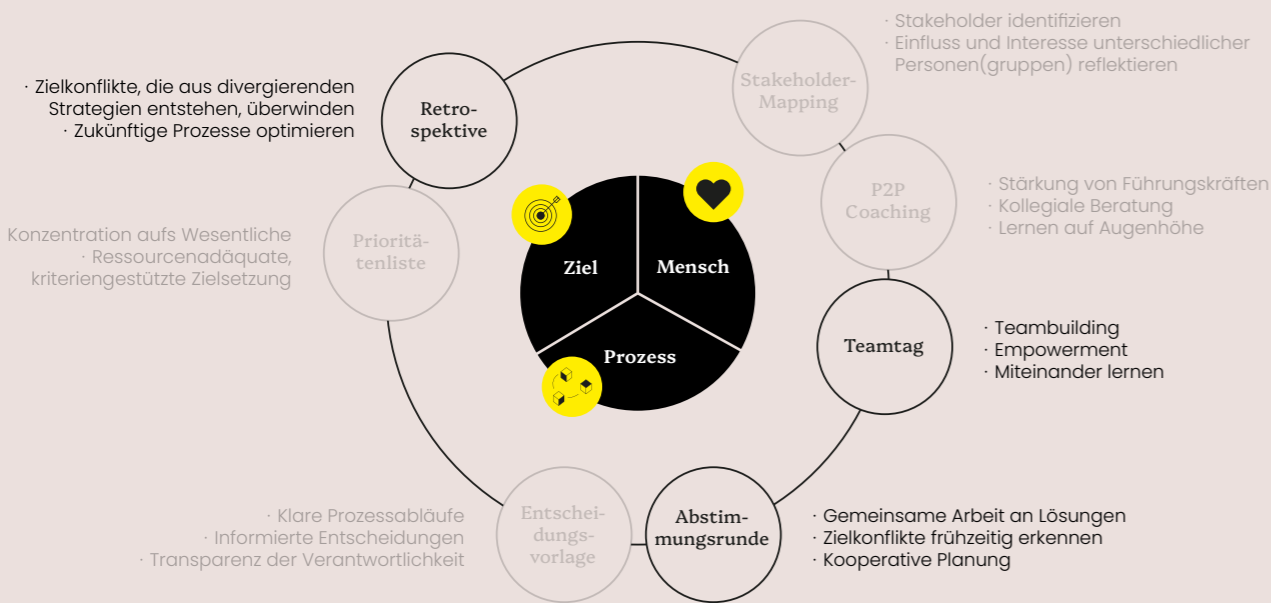 · Stakeholder identifizieren
· Einfluss und Interesse unterschiedlicher
Personen(gruppen) reflektieren
Stakeholder-
Mapping
· Zielkonflikte, die aus divergierenden
Strategien entstehen, überwinden
· Zukünftige Prozesse optimieren
Retro-
spektive
P2P
Coaching
· Stärkung von Führungskräften
· Kollegiale Beratung
· Lernen auf Augenhöhe
Konzentration aufs Wesentliche
· Ressourcenadäquate,
kriteriengestützte Zielsetzung
Prioritä-
tenliste
Ziel
Mensch
Prozess
Teamtag
· Teambuilding
· Empowerment
· Miteinander lernen
· Klare Prozessabläufe
· Informierte Entscheidungen
· Transparenz der Verantwortlichkeit
Entschei-
dungs-
vorlage
Abstim-
mungsrunde
· Gemeinsame Arbeit an Lösungen
· Zielkonflikte frühzeitig erkennen
· Kooperative Planung